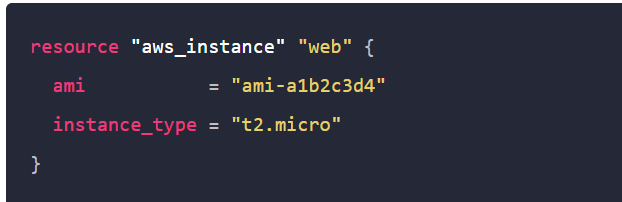 resource "aws_instance" "web" {
  ami           = "ami-a1b2c3d4"
  instance_type = "t2.micro"
}